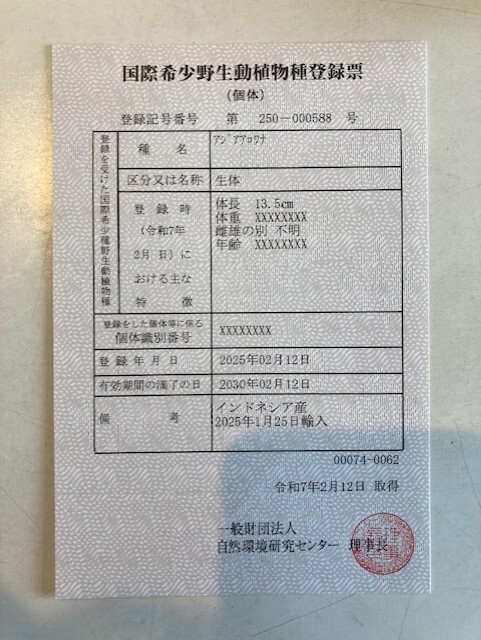 国際希少野生動植物種登録票
(個体)
登録記号番号 第 250-000588 号
登録を受けた国際希少野生動植物種
種名 アジアアロワナ
区分又は名称 生体
登録時
(令和7年
2月 日)に
おける主な
特徴
体長 13.5cm
体重 XXXXXXXX
雌雄の別 不明
年齢 XXXXXXXX
登録をした個体等に係る
個体識別番号 XXXXXXXX
登録年月日 2025年02月12日
有効期間の満了の日 2030年02月12日
備考
インドネシア産
2025年1月25日輸入
00074-0062
令和7年2月12日 取得
一般財団法人
自然環境研究センター 理事長